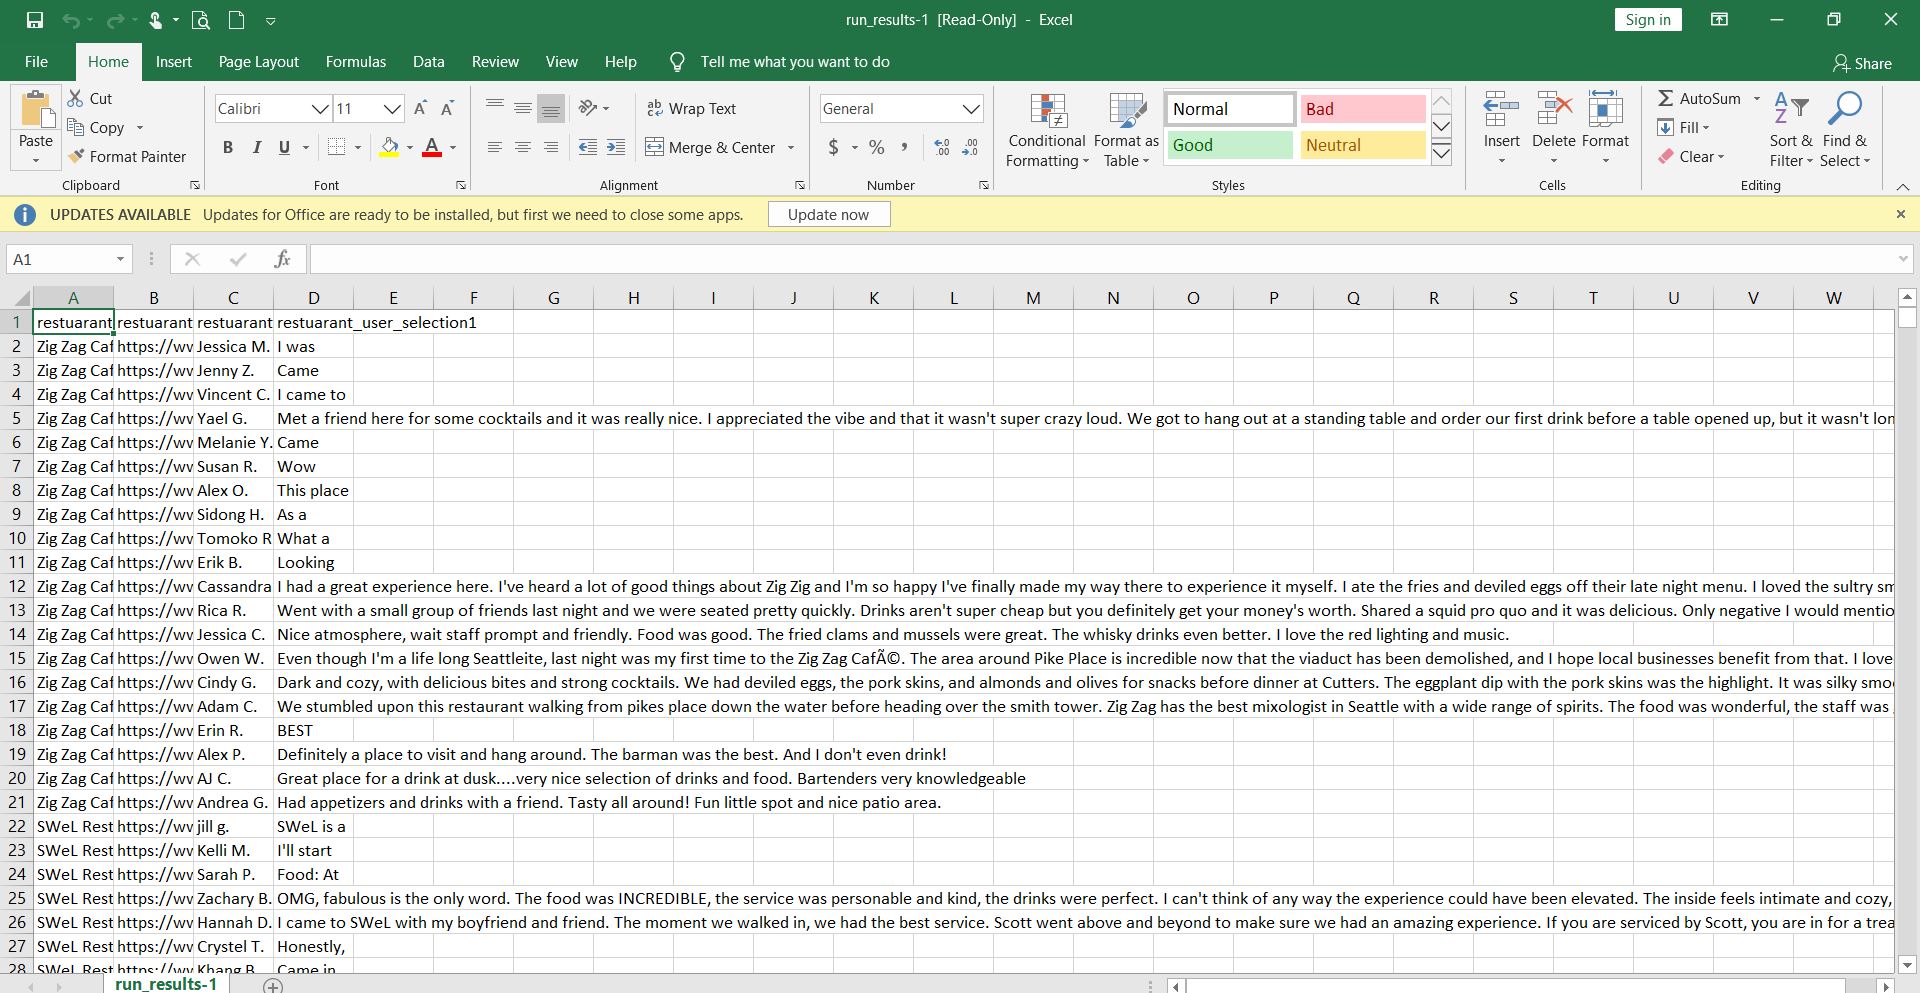 run_results-1 [Read-Only] - Excel
Sign in
File Home Insert Page Layout Formulas Data Review View Help Tell me what you want to do Share
Cut
Copy
Format Painter
Paste
Clipboard
Calibri 11 A A
B I U A
Font
ab Wrap Text
Merge & Center
Alignment
General
$ % ,
Number
Conditional Formatting
Format as Table
Normal Bad
Good Neutral
Styles
Insert Delete Format
Cells
AutoSum
Fill
Clear
Sort & Filter
Find & Select
Editing
UPDATES AVAILABLE Updates for Office are ready to be installed, but first we need to close some apps. Update now
A1 fx
A B C D E F G H I J K L M N O P Q R S T U V W
1 restuarant restuarant restuarant restuarant_user_selection1
2 Zig Zag Caf https://wv Jessica M. I was
3 Zig Zag Caf https://wv Jenny Z. Came
4 Zig Zag Caf https://wv Vincent C. I came to
5 Zig Zag Caf https://wv Yael G. Met a friend here for some cocktails and it was really nice. I appreciated the vibe and that it wasn't super crazy loud. We got to hang out at a standing table and order our first drink before a table opened up, but it wasn't lon
6 Zig Zag Caf https://wv Melanie Y. Came
7 Zig Zag Caf https://wv Susan R. Wow
8 Zig Zag Caf https://wv Alex O. This place
9 Zig Zag Caf https://wv Sidong H. As a
10 Zig Zag Caf https://wv Tomoko R What a
11 Zig Zag Caf https://wv Erik B. Looking
12 Zig Zag Caf https://wv Cassandra I had a great experience here. I've heard a lot of good things about Zig Zig and I'm so happy I've finally made my way there to experience it myself. I ate the fries and deviled eggs off their late night menu. I loved the sultry sm
13 Zig Zag Caf https://wv Rica R. Went with a small group of friends last night and we were seated pretty quickly. Drinks aren't super cheap but you definitely get your money's worth. Shared a squid pro quo and it was delicious. Only negative I would mentio
14 Zig Zag Caf https://wv Jessica C. Nice atmosphere, wait staff prompt and friendly. Food was good. The fried clams and mussels were great. The whisky drinks even better. I love the red lighting and music.
15 Zig Zag Caf https://wv Owen W. Even though I'm a life long Seattleite, last night was my first time to the Zig Zag CafÃ©. The area around Pike Place is incredible now that the viaduct has been demolished, and I hope local businesses benefit from that. I love
16 Zig Zag Caf https://wv Cindy G. Dark and cozy, with delicious bites and strong cocktails. We had deviled eggs, the pork skins, and almonds and olives for snacks before dinner at Cutters. The eggplant dip with the pork skins was the highlight. It was silky smo
17 Zig Zag Caf https://wv Adam C. We stumbled upon this restaurant walking from pikes place down the water before heading over the smith tower. Zig Zag has the best mixologist in Seattle with a wide range of spirits. The food was wonderful, the staff was
18 Zig Zag Caf https://wv Erin R. BEST
19 Zig Zag Caf https://wv Alex P. Definitely a place to visit and hang around. The barman was the best. And I don't even drink!
20 Zig Zag Caf https://wv AJ C. Great place for a drink at dusk....very nice selection of drinks and food. Bartenders very knowledgeable
21 Zig Zag Caf https://wv Andrea G. Had appetizers and drinks with a friend. Tasty all around! Fun little spot and nice patio area.
22 SWeL Rest https://wv jill g. SWeL is a
23 SWeL Rest https://wv Kelli M. I'll start
24 SWeL Rest https://wv Sarah P. Food: At
25 SWeL Rest https://wv Zachary B. OMG, fabulous is the only word. The food was INCREDIBLE, the service was personable and kind, the drinks were perfect. I can't think of any way the experience could have been elevated. The inside feels intimate and cozy,
26 SWeL Rest https://wv Hannah D. I came to SWeL with my boyfriend and friend. The moment we walked in, we had the best service. Scott went above and beyond to make sure we had an amazing experience. If you are serviced by Scott, you are in for a trea
27 SWeL Rest https://wv Crystel T. Honestly,
28 SWeL Rest https://wv Khang B. Came in
run_results-1